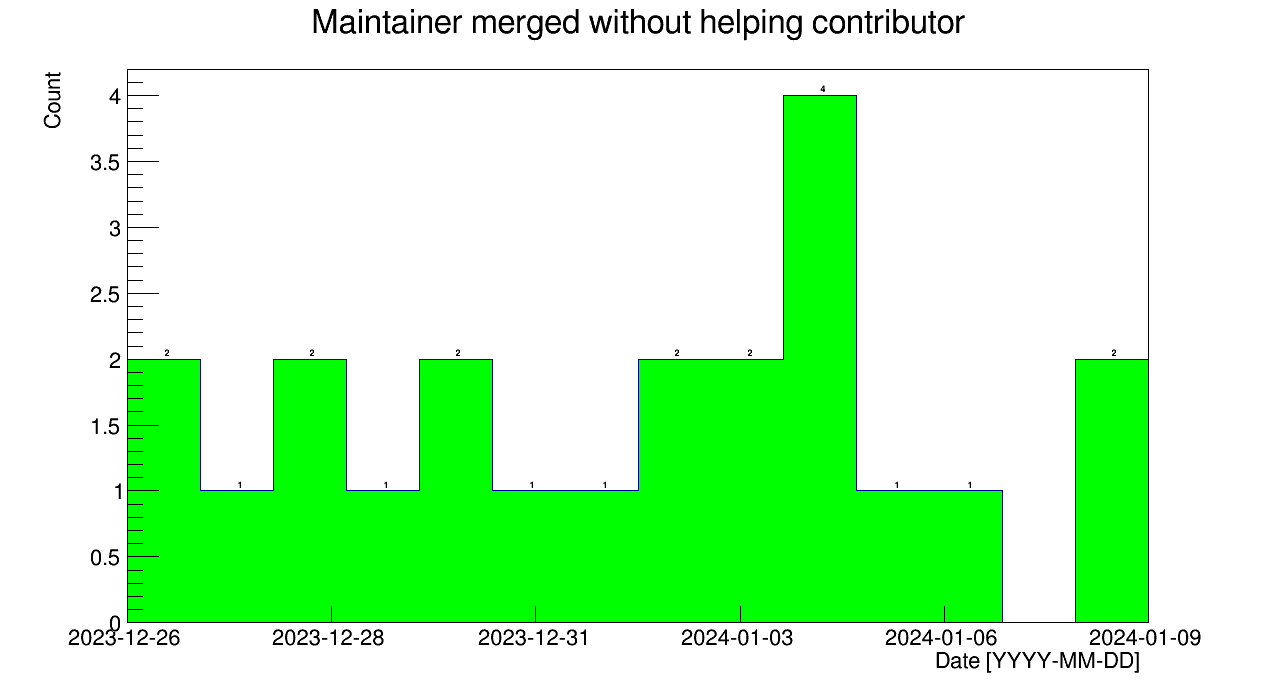 Maintainer merged without helping contributor
Count
4
3.5
3
2.5
2
1.5
1
0.5
0
2 1 2 1 2 1 1 2 2 4 1 1 2
2023-12-26 2023-12-28 2023-12-31 2024-01-03 2024-01-06 2024-01-09
Date [YYYY-MM-DD]